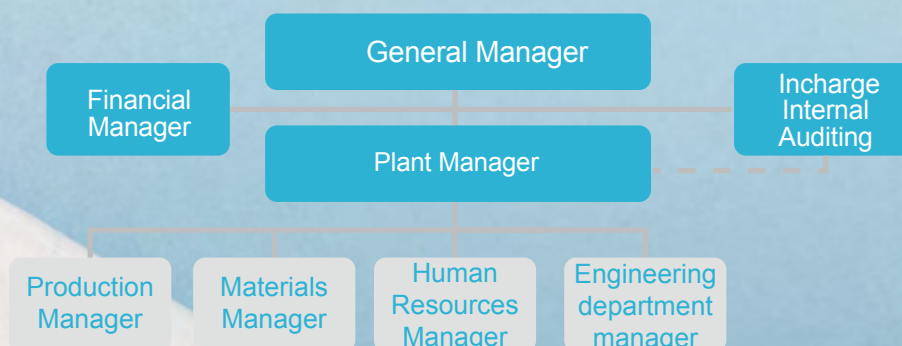 General Manager
Financial
Manager
Incharge
Internal
Auditing
Plant Manager
Production
Manager
Materials
Manager
Human
Resources
Manager
Engineering
department
manager